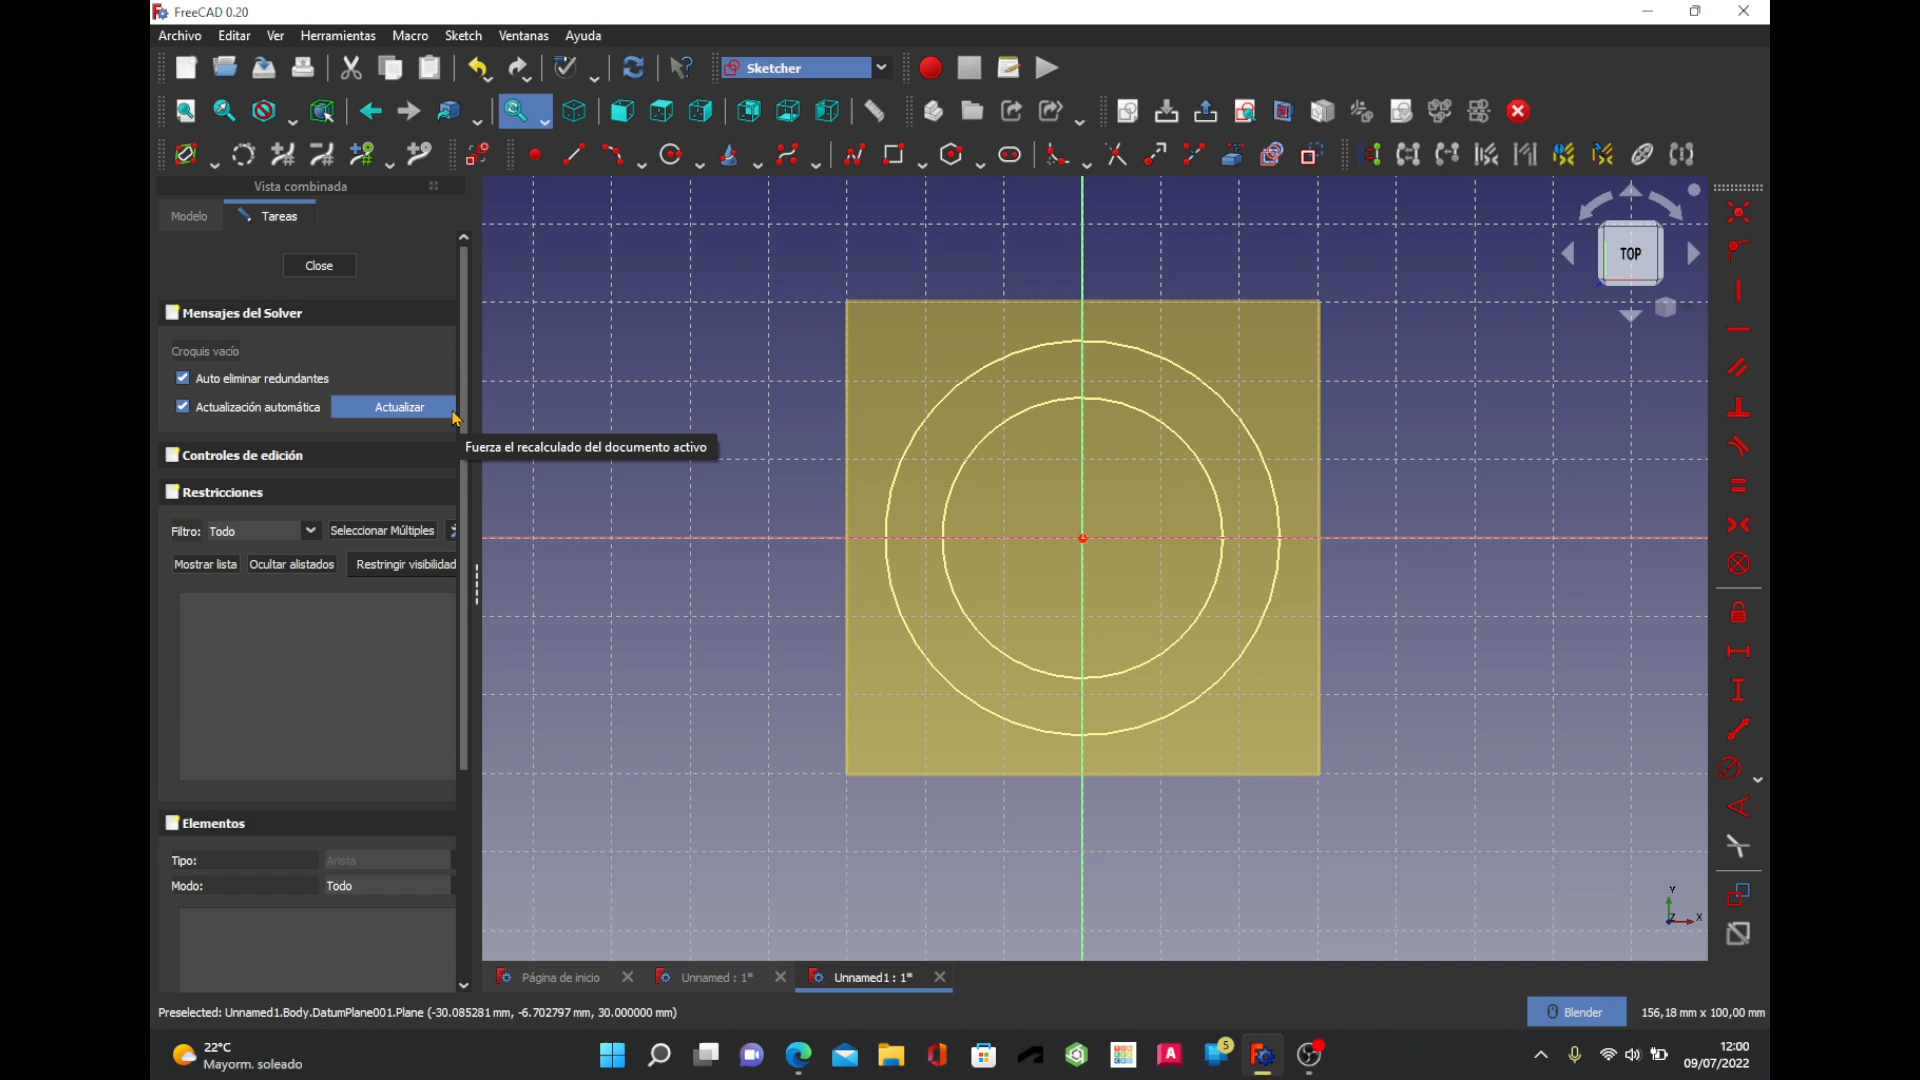 FreeCAD 0.20
Archivo Editar Ver Herramientas Macro Sketch Ventanas Ayuda
Sketcher
Vista combinada
Modelo Tareas
TOP
Close
Mensajes del Solver
Croquis vacío
Auto eliminar redundantes
Actualización automática Actualizar
Fuerza el recalculado del documento activo
Controles de edición
Restricciones
Filtro: Todo Seleccionar Múltiples
Mostrar lista Ocultar alistados Restringir visibilidad
Elementos
Tipo: Arista
Modo: Todo
Y
Z X
Página de inicio Unnamed : 1* Unnamed1 : 1*
Preselected: Unnamed1.Body.DatumPlane001.Plane (-30.085281 mm, -6.702797 mm, 30.000000 mm)
Blender 156,18 mm x 100,00 mm
22°C
Mayorm. soleado
5
12:00
09/07/2022